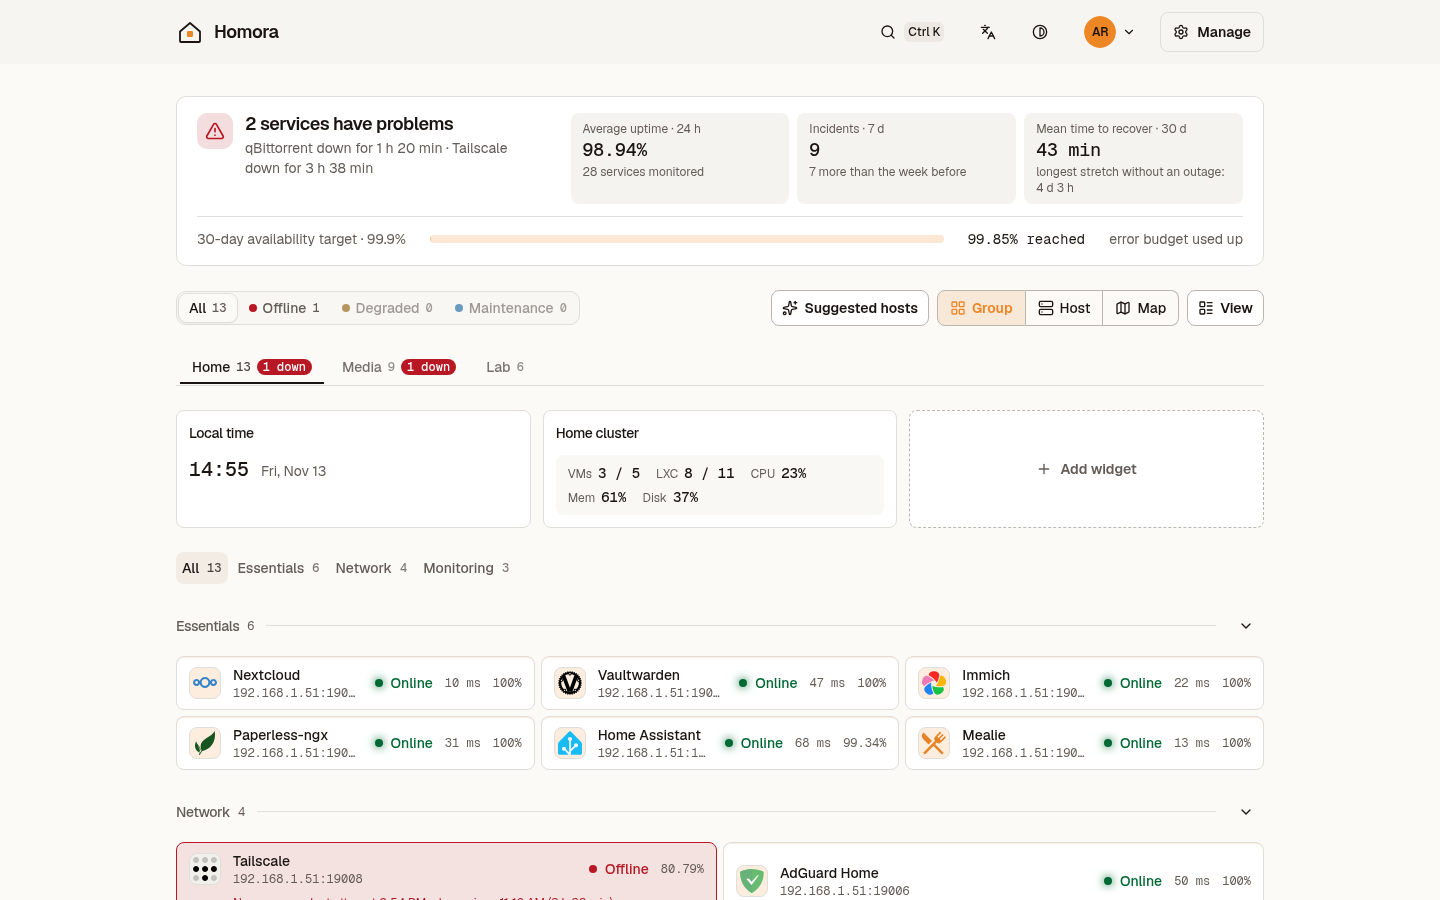 Homora
Ctrl K
AR
Manage
2 services have problems
qBittorrent down for 1 h 20 min · Tailscale
down for 3 h 38 min
Average uptime · 24 h
98.94%
28 services monitored
Incidents · 7 d
9
7 more than the week before
Mean time to recover · 30 d
43 min
longest stretch without an outage:
4 d 3 h
30-day availability target · 99.9%
99.85% reached
error budget used up
All 13
Offline 1
Degraded 0
Maintenance 0
Suggested hosts
Group
Host
Map
View
Home 13 1 down
Media 9 1 down
Lab 6
Local time
14:55 Fri, Nov 13
Home cluster
VMs 3 / 5 LXC 8 / 11 CPU 23%
Mem 61% Disk 37%
Add widget
All 13
Essentials 6
Network 4
Monitoring 3
Essentials 6
Nextcloud
192.168.1.51:190…
Online 10 ms 100%
Vaultwarden
192.168.1.51:190…
Online 47 ms 100%
Immich
192.168.1.51:190…
Online 22 ms 100%
Paperless-ngx
192.168.1.51:190…
Online 31 ms 100%
Home Assistant
192.168.1.51:1…
Online 68 ms 99.34%
Mealie
192.168.1.51:190…
Online 13 ms 100%
Network 4
Tailscale
192.168.1.51:19008
Offline 80.79%
AdGuard Home
192.168.1.51:19006
Online 50 ms 100%